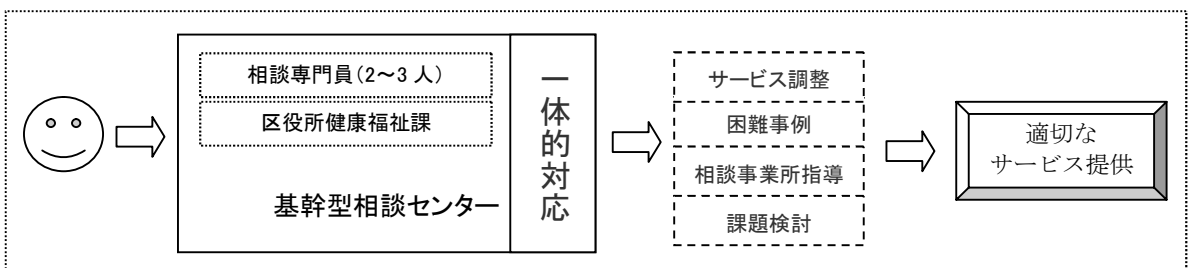 相談専門員(2～3 人)
区役所健康福祉課
基幹型相談センター
一体的対応
サービス調整
困難事例
相談事業所指導
課題検討
適切な
サービス提供